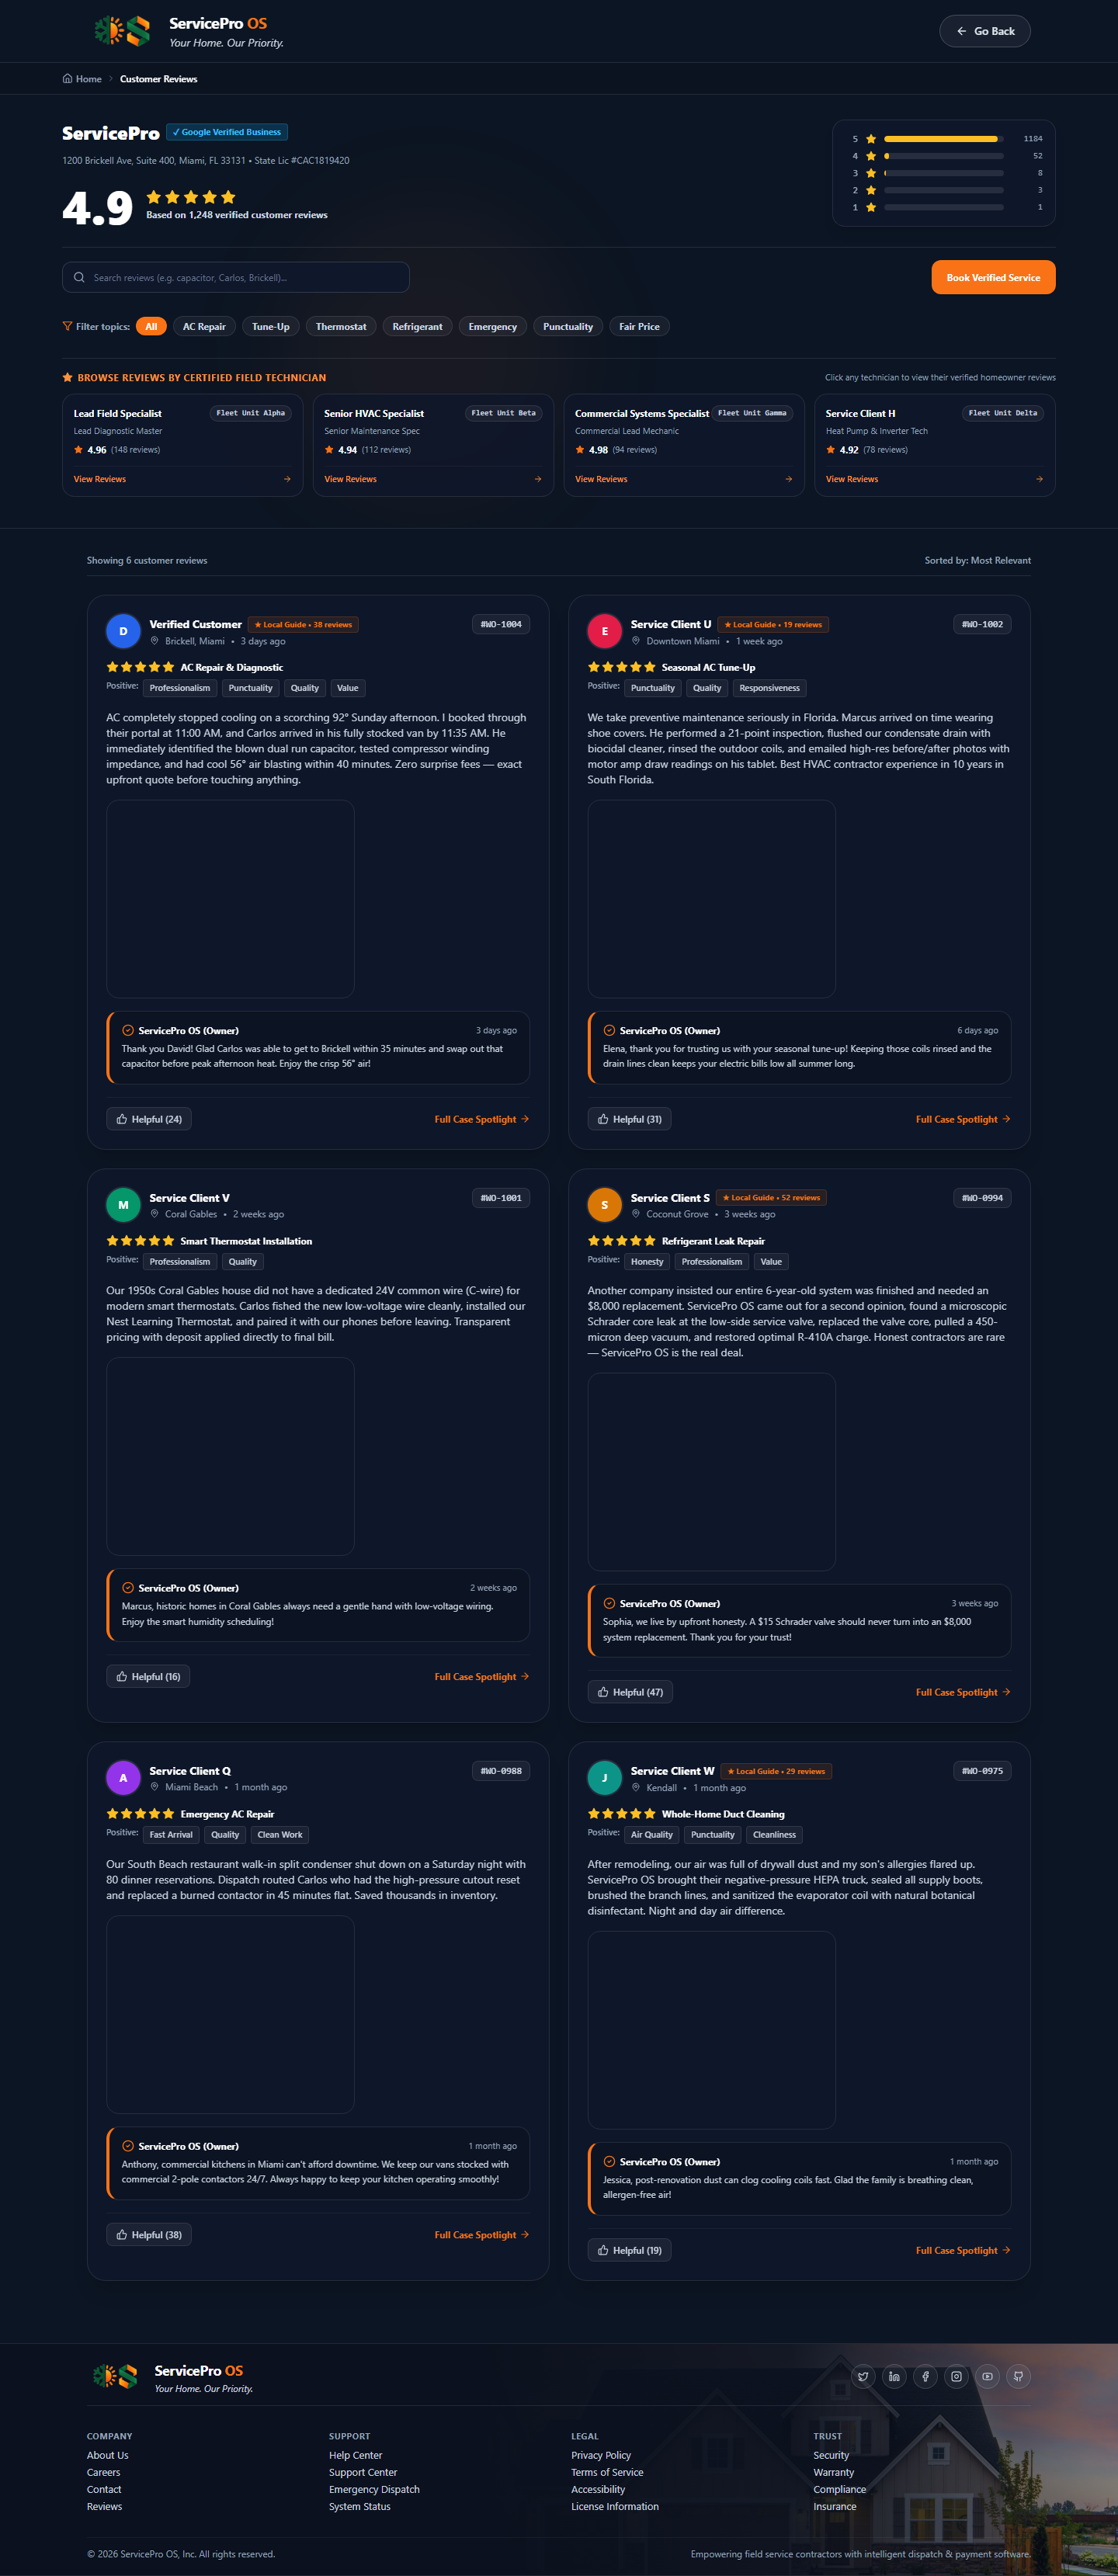 ServicePro OS
Your Home. Our Priority.
Go Back
Home
Customer Reviews
ServicePro
✓ Google Verified Business
1200 Brickell Ave, Suite 400, Miami, FL 33131 • State Lic #CAC1819420
4.9
Based on 1,248 verified customer reviews
5 1184
4 52
3 8
2 3
1 1
Search reviews (e.g. capacitor, Carlos, Brickell)...
Book Verified Service
Filter topics: All AC Repair Tune-Up Thermostat Refrigerant Emergency Punctuality Fair Price
BROWSE REVIEWS BY CERTIFIED FIELD TECHNICIAN
Click any technician to view their verified homeowner reviews
Lead Field Specialist
Fleet Unit Alpha
Lead Diagnostic Master
4.96 (148 reviews)
View Reviews
Senior HVAC Specialist
Fleet Unit Beta
Senior Maintenance Spec
4.94 (112 reviews)
View Reviews
Commercial Systems Specialist
Fleet Unit Gamma
Commercial Lead Mechanic
4.98 (94 reviews)
View Reviews
Service Client H
Fleet Unit Delta
Heat Pump & Inverter Tech
4.92 (78 reviews)
View Reviews
Showing 6 customer reviews
Sorted by: Most Relevant
D
Verified Customer
★ Local Guide • 38 reviews
#WO-1004
Brickell, Miami • 3 days ago
AC Repair & Diagnostic
Positive: Professionalism Punctuality Quality Value
AC completely stopped cooling on a scorching 92° Sunday afternoon. I booked through
their portal at 11:00 AM, and Carlos arrived in his fully stocked van by 11:35 AM. He
immediately identified the blown dual run capacitor, tested compressor winding
impedance, and had cool 56° air blasting within 40 minutes. Zero surprise fees — exact
upfront quote before touching anything.
ServicePro OS (Owner)
3 days ago
Thank you David! Glad Carlos was able to get to Brickell within 35 minutes and swap out that
capacitor before peak afternoon heat. Enjoy the crisp 56° air!
Helpful (24)
Full Case Spotlight
E
Service Client U
★ Local Guide • 19 reviews
#WO-1002
Downtown Miami • 1 week ago
Seasonal AC Tune-Up
Positive: Punctuality Quality Responsiveness
We take preventive maintenance seriously in Florida. Marcus arrived on time wearing
shoe covers. He performed a 21-point inspection, flushed our condensate drain with
biocidal cleaner, rinsed the outdoor coils, and emailed high-res before/after photos with
motor amp draw readings on his tablet. Best HVAC contractor experience in 10 years in
South Florida.
ServicePro OS (Owner)
6 days ago
Elena, thank you for trusting us with your seasonal tune-up! Keeping those coils rinsed and the
drain lines clean keeps your electric bills low all summer long.
Helpful (31)
Full Case Spotlight
M
Service Client V
#WO-1001
Coral Gables • 2 weeks ago
Smart Thermostat Installation
Positive: Professionalism Quality
Our 1950s Coral Gables house did not have a dedicated 24V common wire (C-wire) for
modern smart thermostats. Carlos fished the new low-voltage wire cleanly, installed our
Nest Learning Thermostat, and paired it with our phones before leaving. Transparent
pricing with deposit applied directly to final bill.
ServicePro OS (Owner)
2 weeks ago
Marcus, historic homes in Coral Gables always need a gentle hand with low-voltage wiring.
Enjoy the smart humidity scheduling!
Helpful (16)
Full Case Spotlight
S
Service Client S
★ Local Guide • 52 reviews
#WO-0994
Coconut Grove • 3 weeks ago
Refrigerant Leak Repair
Positive: Honesty Professionalism Value
Another company insisted our entire 6-year-old system was finished and needed an
$8,000 replacement. ServicePro OS came out for a second opinion, found a microscopic
Schrader core leak at the low-side service valve, replaced the valve core, pulled a 450-
micron deep vacuum, and restored optimal R-410A charge. Honest contractors are rare
— ServicePro OS is the real deal.
ServicePro OS (Owner)
3 weeks ago
Sophia, we live by upfront honesty. A $15 Schrader valve should never turn into an $8,000
system replacement. Thank you for your trust!
Helpful (47)
Full Case Spotlight
A
Service Client Q
#WO-0988
Miami Beach • 1 month ago
Emergency AC Repair
Positive: Fast Arrival Quality Clean Work
Our South Beach restaurant walk-in split condenser shut down on a Saturday night with
80 dinner reservations. Dispatch routed Carlos who had the high-pressure cutout reset
and replaced a burned contactor in 45 minutes flat. Saved thousands in inventory.
ServicePro OS (Owner)
1 month ago
Anthony, commercial kitchens in Miami can't afford downtime. We keep our vans stocked with
commercial 2-pole contactors 24/7. Always happy to keep your kitchen operating smoothly!
Helpful (38)
Full Case Spotlight
J
Service Client W
★ Local Guide • 29 reviews
#WO-0975
Kendall • 1 month ago
Whole-Home Duct Cleaning
Positive: Air Quality Punctuality Cleanliness
After remodeling, our air was full of drywall dust and my son's allergies flared up.
ServicePro OS brought their negative-pressure HEPA truck, sealed all supply boots,
brushed the branch lines, and sanitized the evaporator coil with natural botanical
disinfectant. Night and day air difference.
ServicePro OS (Owner)
1 month ago
Jessica, post-renovation dust can clog cooling coils fast. Glad the family is breathing clean,
allergen-free air!
Helpful (19)
Full Case Spotlight
ServicePro OS
Your Home. Our Priority.
COMPANY
About Us
Careers
Contact
Reviews
SUPPORT
Help Center
Support Center
Emergency Dispatch
System Status
LEGAL
Privacy Policy
Terms of Service
Accessibility
License Information
TRUST
Security
Warranty
Compliance
Insurance
© 2026 ServicePro OS, Inc. All rights reserved.
Empowering field service contractors with intelligent dispatch & payment software.